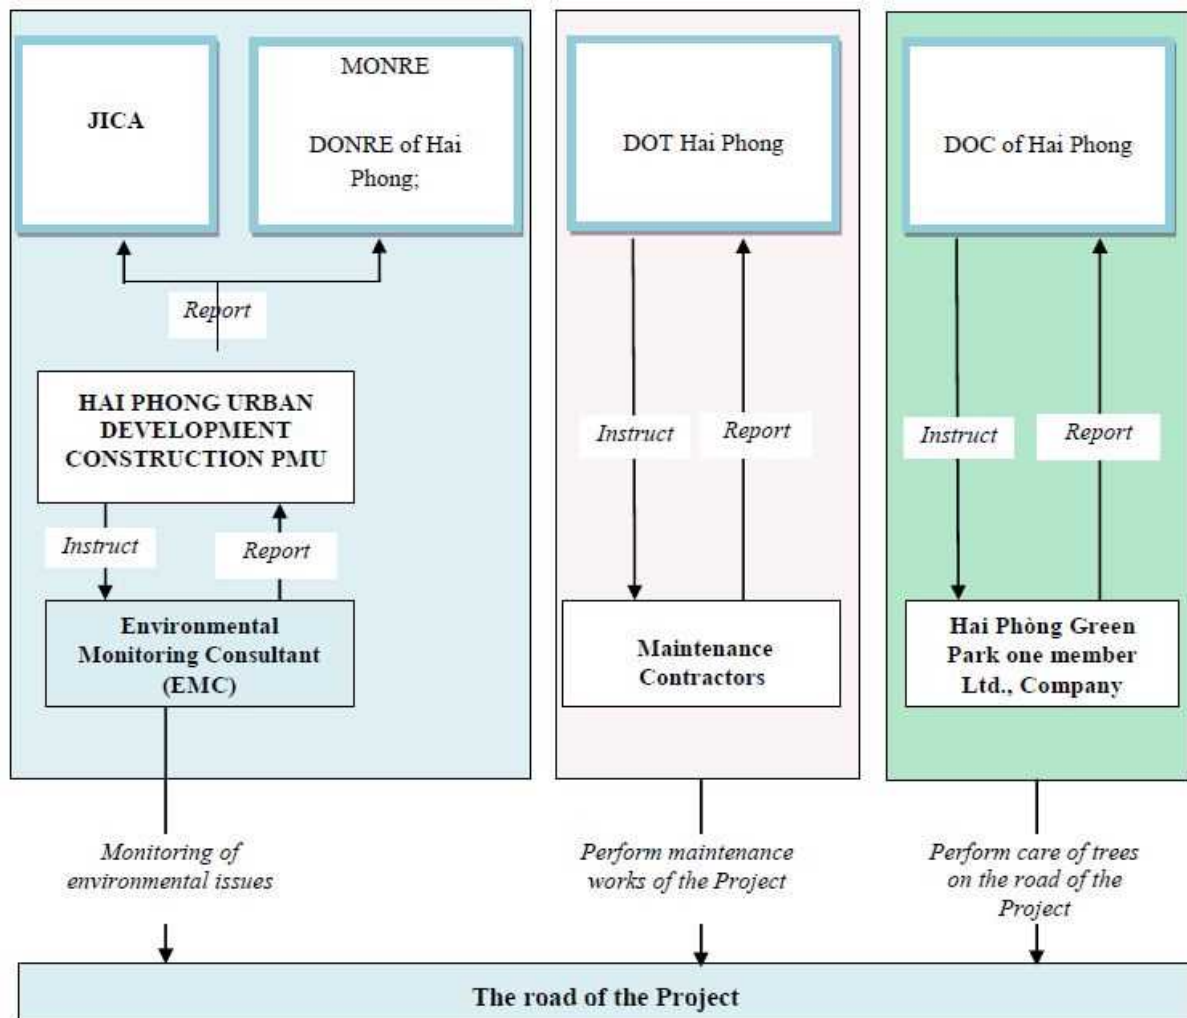 JICA
MONRE
DONRE of Hai
Phong;
DOT Hai Phong
DOC of Hai Phong
Report
HAI PHONG URBAN
DEVELOPMENT
CONSTRUCTION PMU
Instruct
Report
Instruct
Report
Instruct
Report
Environmental
Monitoring Consultant
(EMC)
Maintenance
Contractors
Hai Phòng Green
Park one member
Ltd., Company
Monitoring of
environmental issues
Perform maintenance
works of the Project
Perform care of trees
on the road of the
Project
The road of the Project